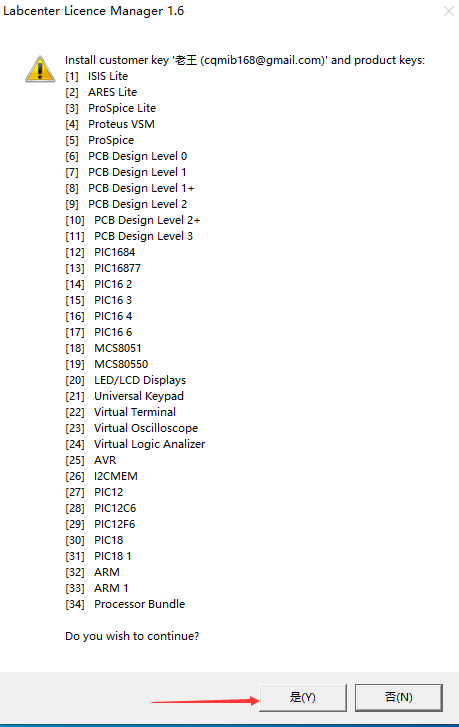 Labcenter Licence Manager 1.6
Install customer key '老王 (cqmib168@gmail.com)' and product keys:
[1] ISIS Lite
[2] ARES Lite
[3] ProSpice Lite
[4] Proteus VSM
[5] ProSpice
[6] PCB Design Level 0
[7] PCB Design Level 1
[8] PCB Design Level 1+
[9] PCB Design Level 2
[10] PCB Design Level 2+
[11] PCB Design Level 3
[12] PIC1684
[13] PIC16877
[14] PIC16 2
[15] PIC16 3
[16] PIC16 4
[17] PIC16 6
[18] MCS8051
[19] MCS80550
[20] LED/LCD Displays
[21] Universal Keypad
[22] Virtual Terminal
[23] Virtual Oscilloscope
[24] Virtual Logic Analizer
[25] AVR
[26] I2CMEM
[27] PIC12
[28] PIC12C6
[29] PIC12F6
[30] PIC18
[31] PIC18 1
[32] ARM
[33] ARM 1
[34] Processor Bundle
Do you wish to continue?
是(Y) 否(N)